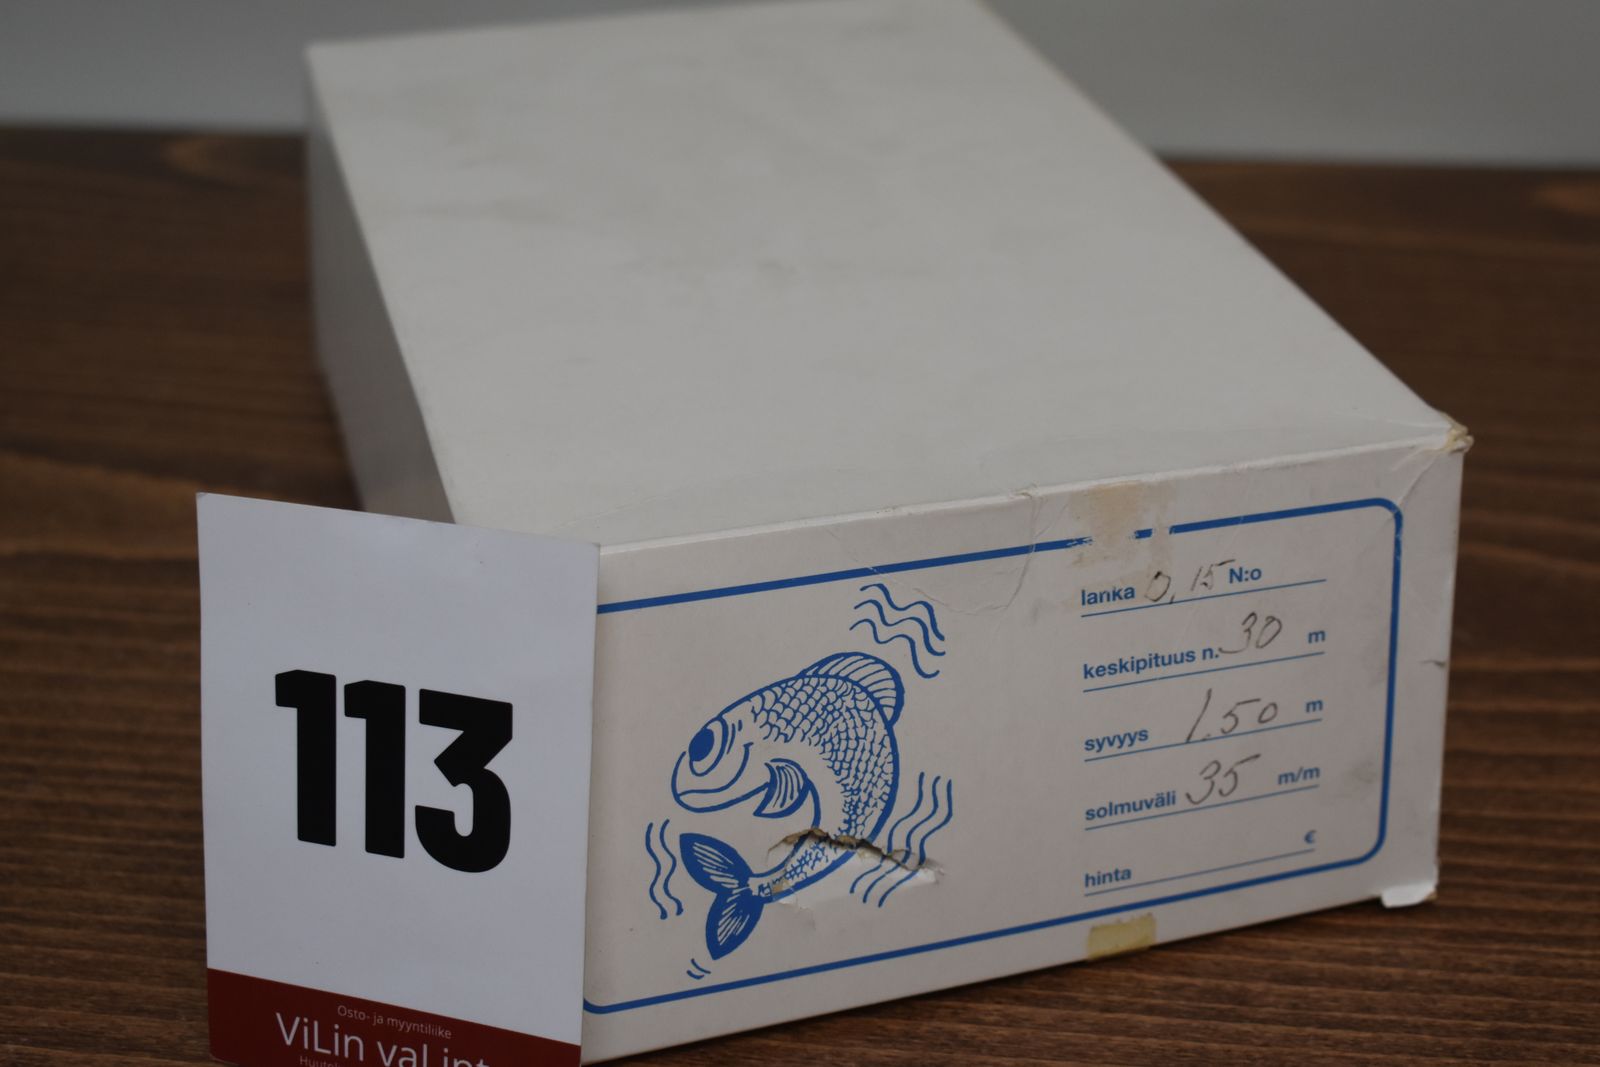 113
Osto- ja myyntiliike
ViLin
lanka 0,15 N:o
keskipituus n. 30 m
syvyys 1.50 m
solmuväli 35 m/m
hinta €